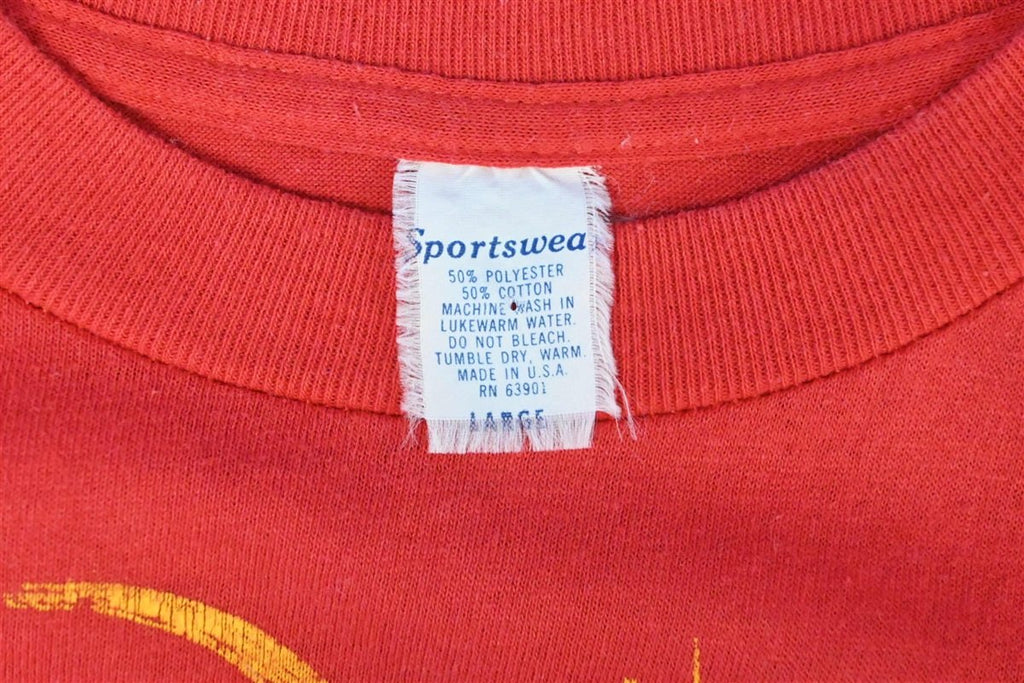 Sportswea
50% POLYESTER
50% COTTON
MACHINE WASH IN
LUKEWARM WATER.
DO NOT BLEACH.
TUMBLE DRY, WARM.
MADE IN U.S.A.
RN 63901
LARGE